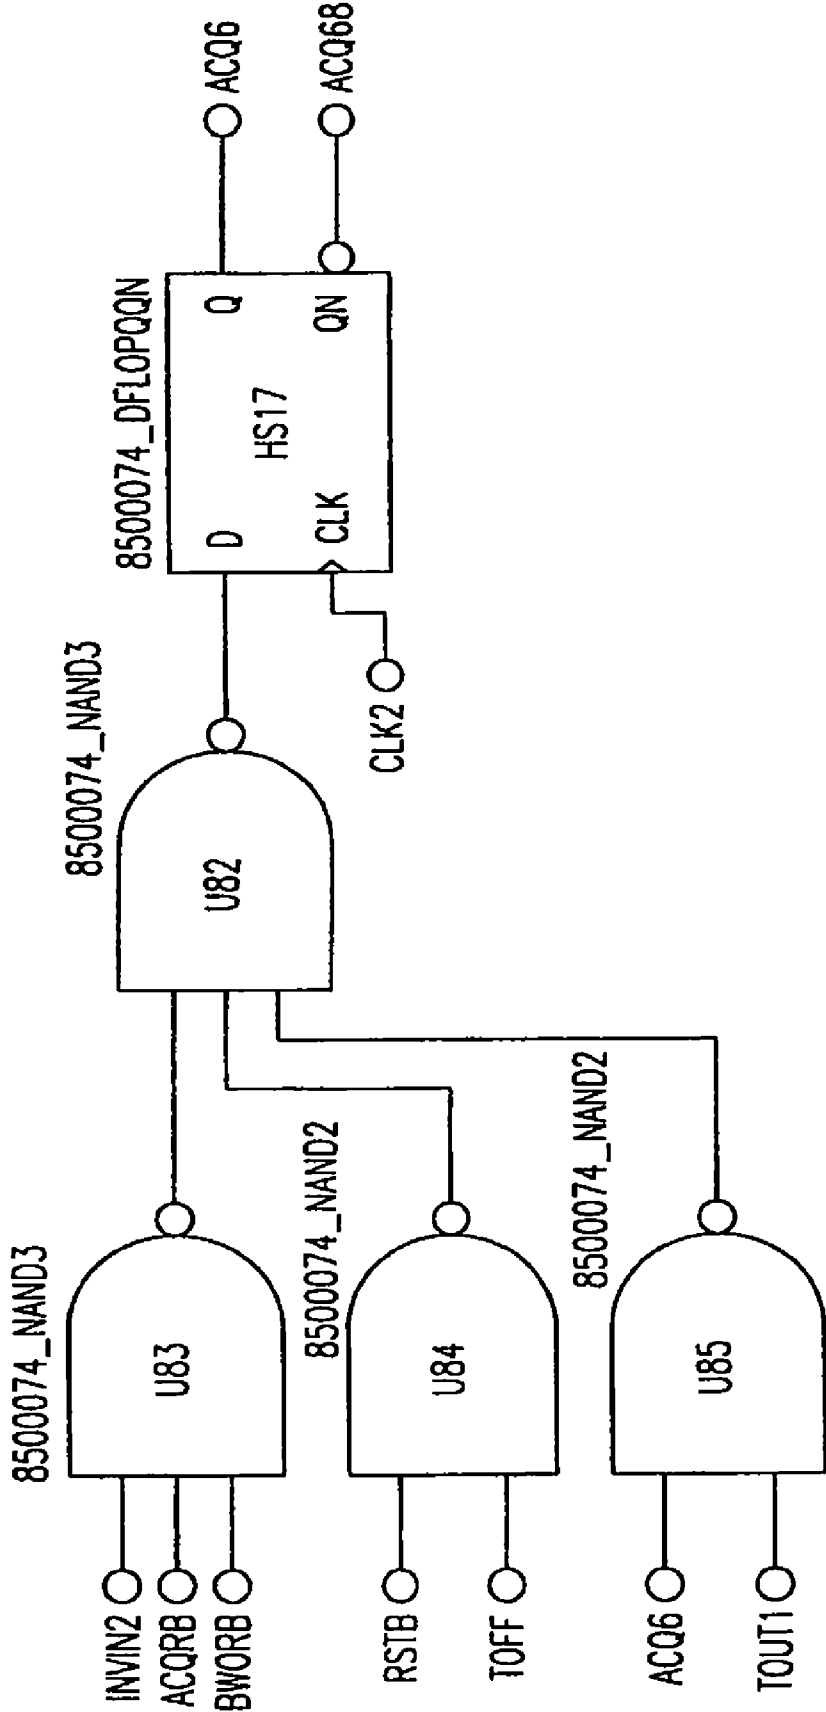 8500074_NAND3
INVIN2
ACQRB
BWORB
U83
8500074_NAND2
RSTB
TOFF
U84
8500074_NAND2
ACQ6
TOUT1
U85
8500074_NAND3
U82
CLK2
8500074_DFLOPQQN
D
Q
HS17
CLK
QN
ACQ6
ACQ68